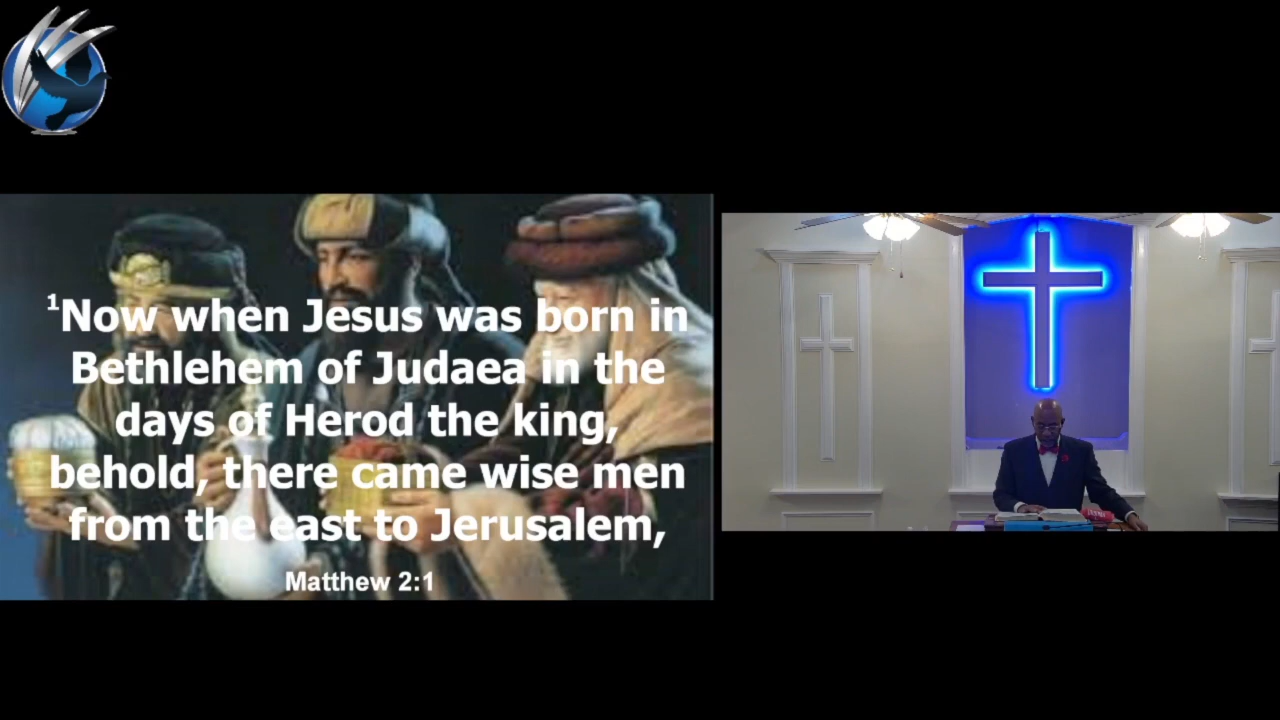 ¹Now when Jesus was born in
Bethlehem of Judaea in the
days of Herod the king,
behold, there came wise men
from the east to Jerusalem,
Matthew 2:1